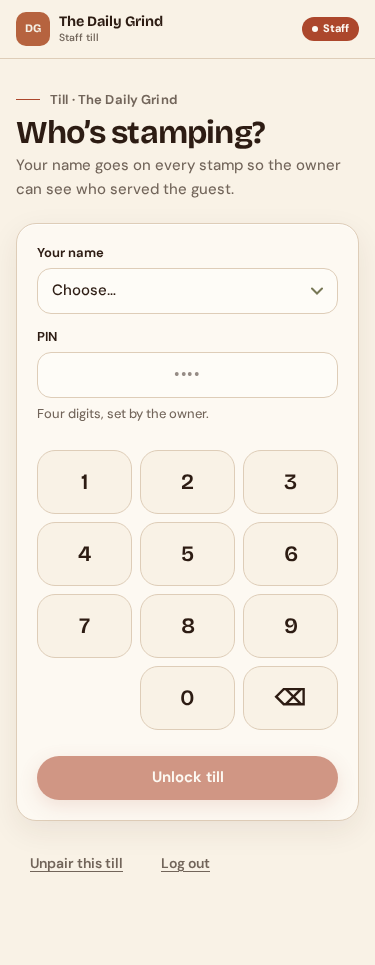 DG
The Daily Grind
Staff till
Staff
Till · The Daily Grind
Who's stamping?
Your name goes on every stamp so the owner
can see who served the guest.
Your name
Choose...
PIN
••••
Four digits, set by the owner.
1 2 3
4 5 6
7 8 9
0 ⌫
Unlock till
Unpair this till Log out